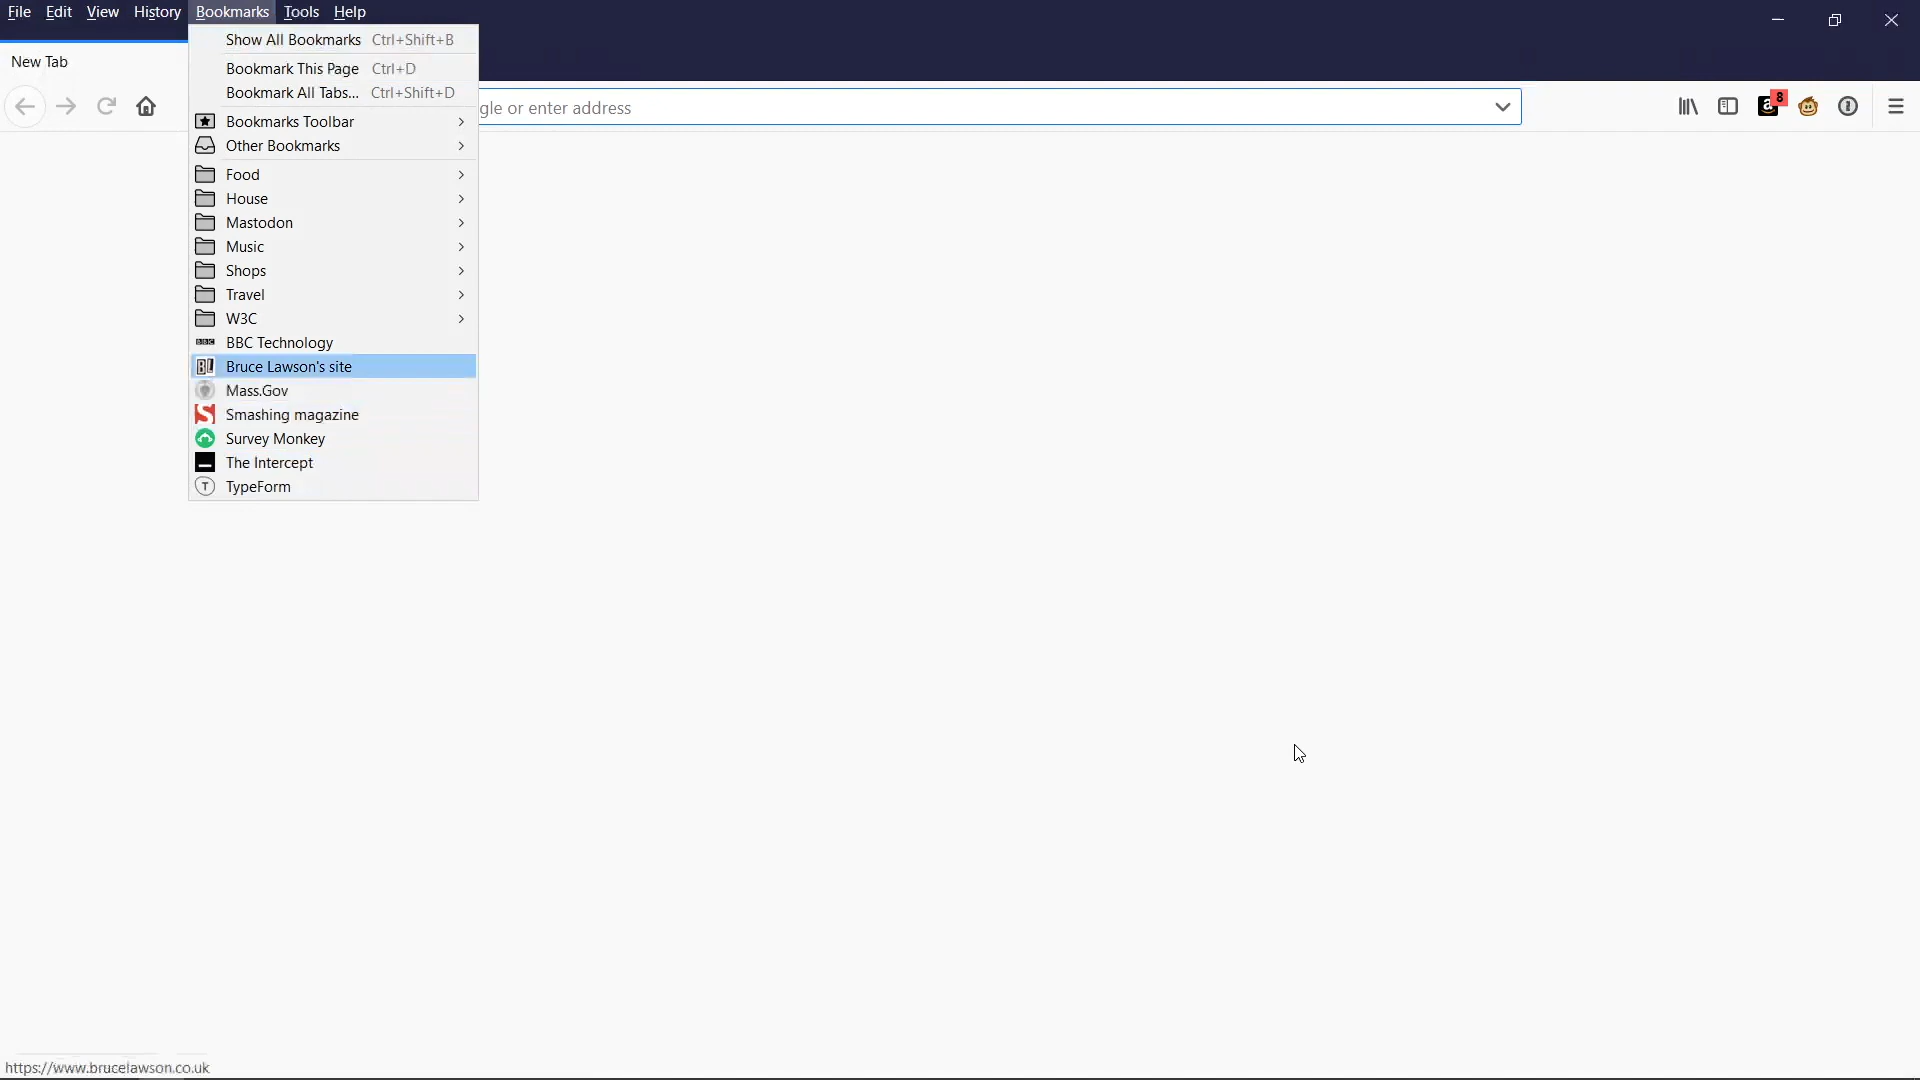 File Edit View History Bookmarks Tools Help
Show All Bookmarks Ctrl+Shift+B
New Tab
Bookmark This Page Ctrl+D
Bookmark All Tabs... Ctrl+Shift+D
gle or enter address
8
Bookmarks Toolbar
Other Bookmarks
Food
House
Mastodon
Music
Shops
Travel
W3C
BBC BBC Technology
BL Bruce Lawson's site
Mass.Gov
S Smashing magazine
Survey Monkey
The Intercept
T TypeForm
https://www.brucelawson.co.uk